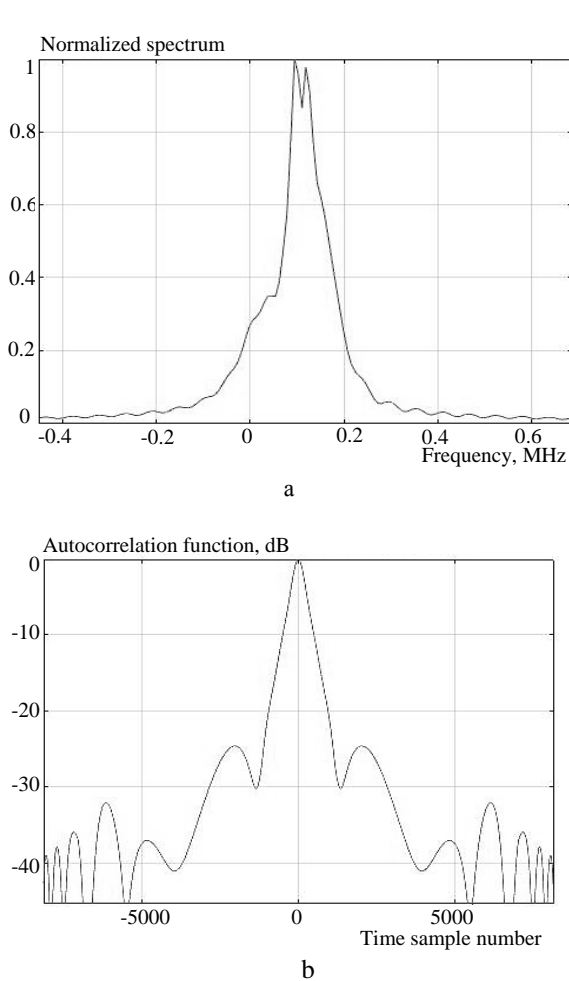 Normalized spectrum
1
0.8
0.6
0.4
0.2
0
-0.4 -0.2 0 0.2 0.4 0.6
Frequency, MHz
a
Autocorrelation function, dB
0
-10
-20
-30
-40
-5000 0 5000
Time sample number
b